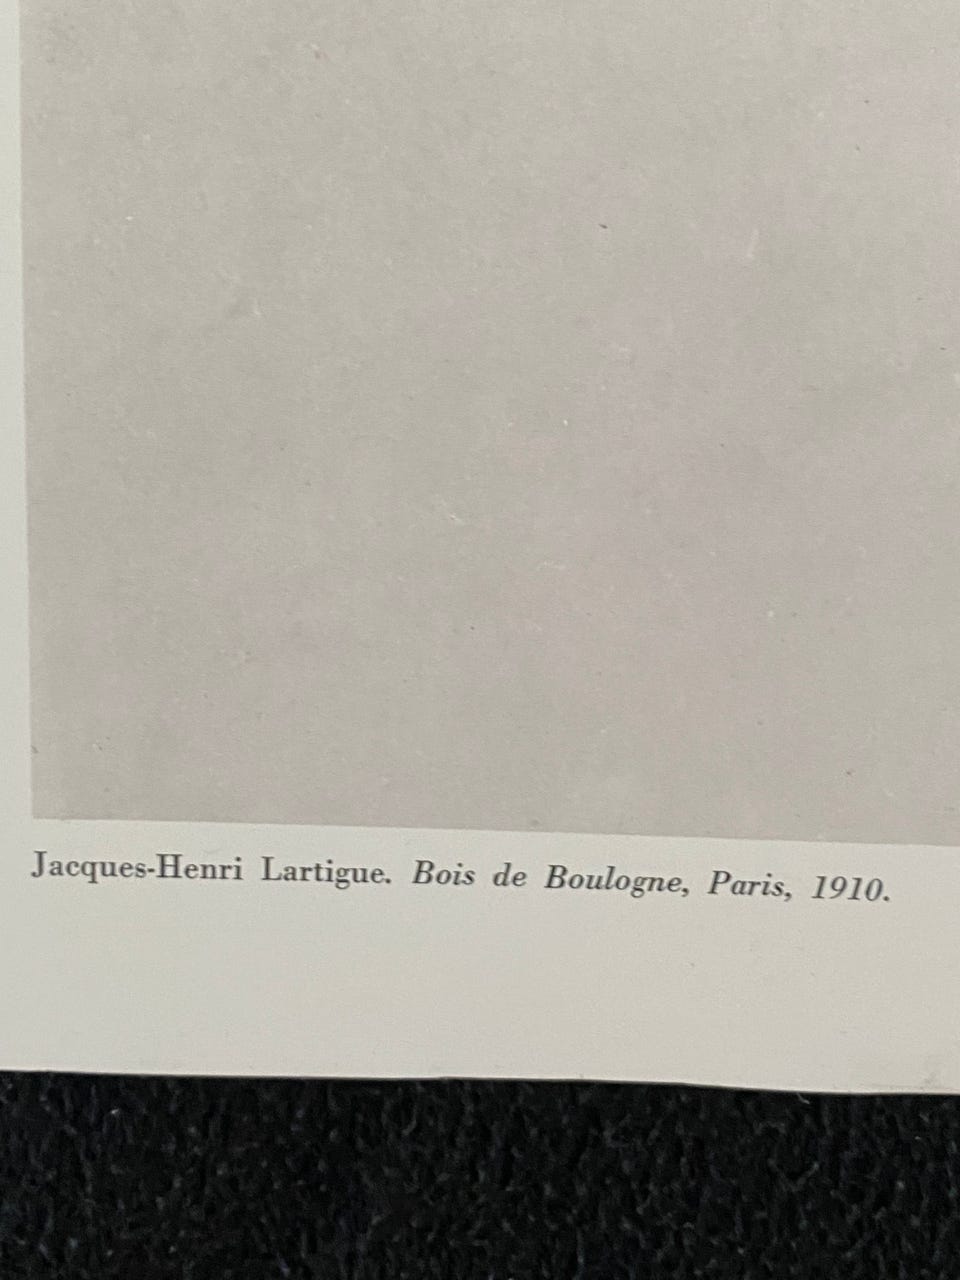 Jacques-Henri Lartigue. Bois de Boulogne, Paris, 1910.